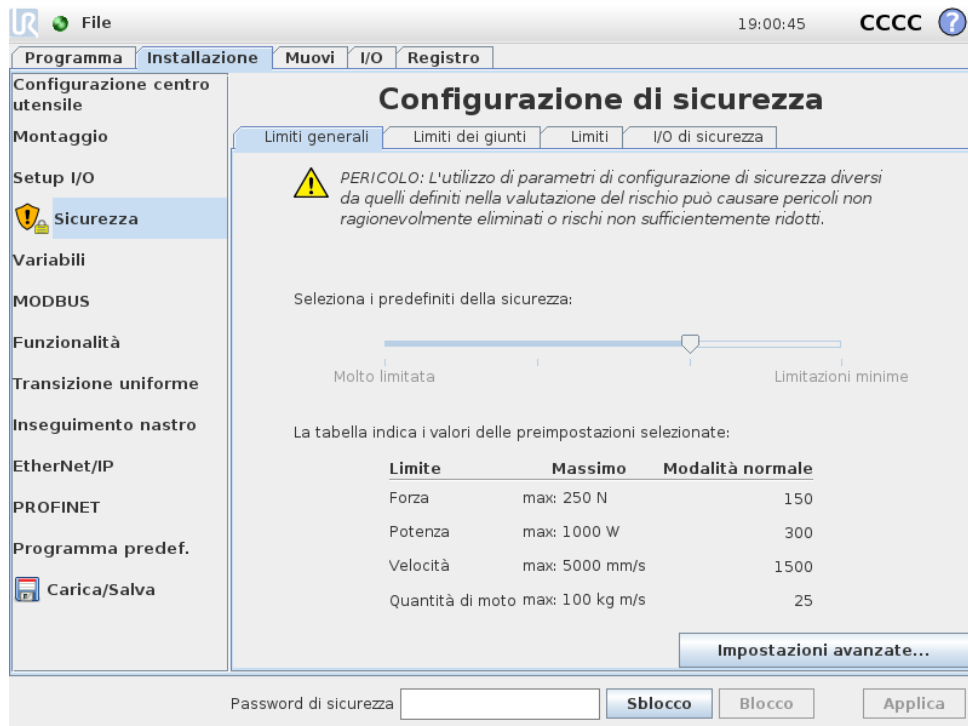 UR File 19:00:45 CCCC ?
Programma Installazione Muovi I/O Registro
Configurazione centro
utensile
Montaggio
Setup I/O
Sicurezza
Variabili
MODBUS
Funzionalità
Transizione uniforme
Inseguimento nastro
EtherNet/IP
PROFINET
Programma predef.
Carica/Salva
Configurazione di sicurezza
Limiti generali Limiti dei giunti Limiti I/O di sicurezza
PERICOLO: L'utilizzo di parametri di configurazione di sicurezza diversi
da quelli definiti nella valutazione del rischio può causare pericoli non
ragionevolmente eliminati o rischi non sufficientemente ridotti.
Seleziona i predefiniti della sicurezza:
Molto limitata Limitazioni minime
La tabella indica i valori delle preimpostazioni selezionate:
Limite Massimo Modalità normale
Forza max: 250 N 150
Potenza max: 1000 W 300
Velocità max: 5000 mm/s 1500
Quantità di moto max: 100 kg m/s 25
Impostazioni avanzate...
Password di sicurezza Sblocco Blocco Applica